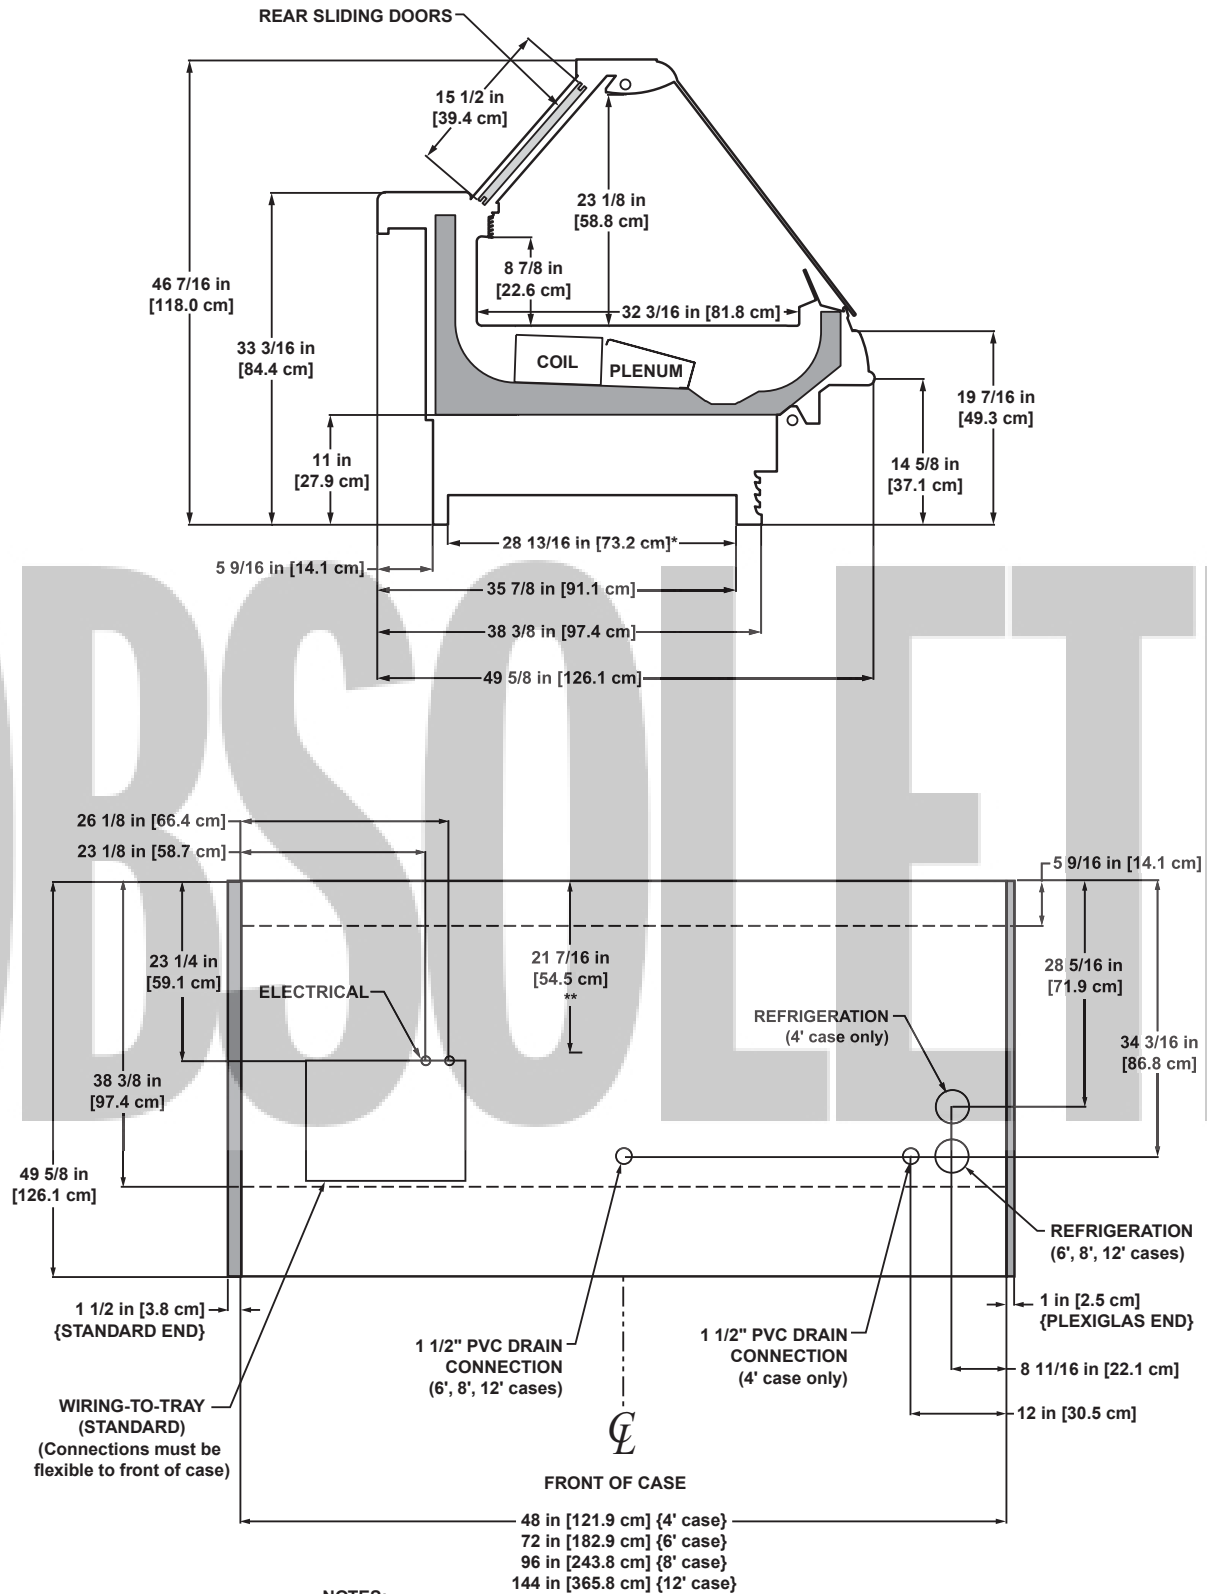 REAR SLIDING DOORS
15 1/2 in
[39.4 cm]
23 1/8 in
[58.8 cm]
8 7/8 in
[22.6 cm]
32 3/16 in [81.8 cm]
46 7/16 in
[118.0 cm]
33 3/16 in
[84.4 cm]
COIL
PLENUM
19 7/16 in
[49.3 cm]
11 in
[27.9 cm]
14 5/8 in
[37.1 cm]
28 13/16 in [73.2 cm]*
5 9/16 in [14.1 cm]
35 7/8 in [91.1 cm]
38 3/8 in [97.4 cm]
49 5/8 in [126.1 cm]
OBSOLET
26 1/8 in [66.4 cm]
23 1/8 in [58.7 cm]
5 9/16 in [14.1 cm]
23 1/4 in
[59.1 cm]
21 7/16 in
[54.5 cm]
**
28 5/16 in
[71.9 cm]
ELECTRICAL
REFRIGERATION
(4' case only)
34 3/16 in
[86.8 cm]
38 3/8 in
[97.4 cm]
49 5/8 in
[126.1 cm]
REFRIGERATION
(6', 8', 12' cases)
1 1/2 in [3.8 cm]
{STANDARD END}
1 in [2.5 cm]
{PLEXIGLAS END}
1 1/2" PVC DRAIN
CONNECTION
(6', 8', 12' cases)
1 1/2" PVC DRAIN
CONNECTION
(4' case only)
8 11/16 in [22.1 cm]
12 in [30.5 cm]
WIRING-TO-TRAY
(STANDARD)
(Connections must be
flexible to front of case)
CL
FRONT OF CASE
48 in [121.9 cm] {4' case}
72 in [182.9 cm] {6' case}
96 in [243.8 cm] {8' case}
144 in [365.8 cm] {12' case}
NOTES: